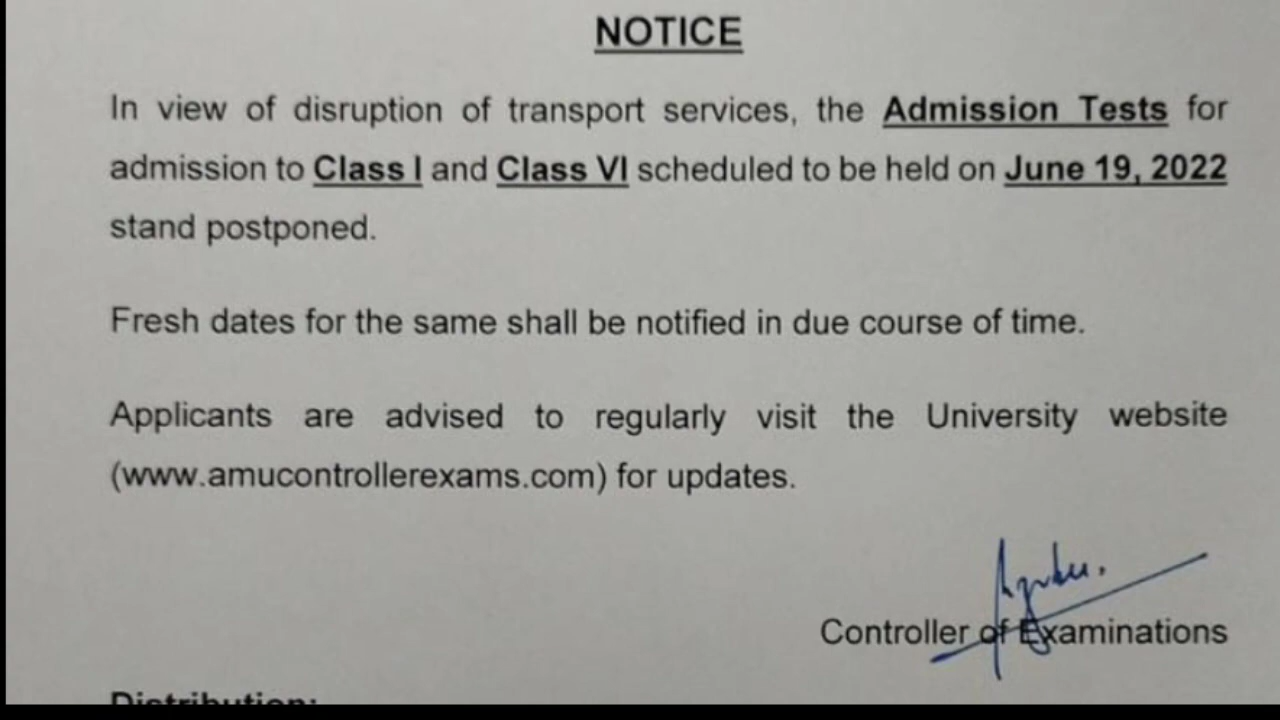 NOTICE
In view of disruption of transport services, the Admission Tests for
admission to Class I and Class VI scheduled to be held on June 19, 2022
stand postponed.
Fresh dates for the same shall be notified in due course of time.
Applicants are advised to regularly visit the University website
(www.amucontrollerexams.com) for updates.
Controller of Examinations
Distribution: